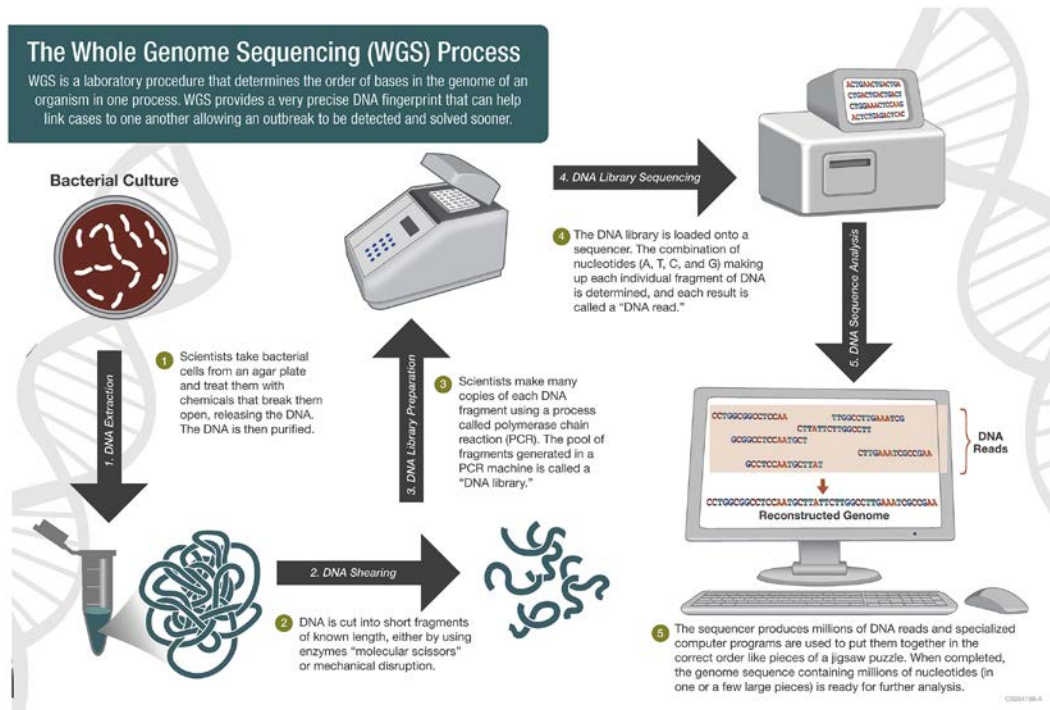 The Whole Genome Sequencing (WGS) Process
WGS is a laboratory procedure that determines the order of bases in the genome of an
organism in one process. WGS provides a very precise DNA fingerprint that can help
link cases to one another allowing an outbreak to be detected and solved sooner.
Bacterial Culture
1. DNA Extraction
1 Scientists take bacterial
cells from an agar plate
and treat them with
chemicals that break them
open, releasing the DNA.
The DNA is then purified.
2. DNA Shearing
2 DNA is cut into short fragments
of known length, either by using
enzymes “molecular scissors”
or mechanical disruption.
3. DNA Library Preparation
3 Scientists make many
copies of each DNA
fragment using a process
called polymerase chain
reaction (PCR). The pool of
fragments generated in a
PCR machine is called a
“DNA library.”
4. DNA Library Sequencing
4 The DNA library is loaded onto a
sequencer. The combination of
nucleotides (A, T, C, and G) making
up each individual fragment of DNA
is determined, and each result is
called a “DNA read.”
ACTGAACTGACTGA
CTGACTGACTGACT
CTGGAAACTCCAAG
ACTCTGAGACTCAC
5. DNA Sequence Analysis
CCTGGCGGCCTCCAA TTGGCCTTGAAATCG
CTTATTCTTGGCCTT
GCGGCCTCCAATGCT CTTGAAATCGCCGAA
GCCTCCAATGCTTAT
DNA
Reads
CCTGGCGGCCTCCAATGCTTATTCTTGGCCTTGAAATCGCCGAA
Reconstructed Genome
5 The sequencer produces millions of DNA reads and specialized
computer programs are used to put them together in the
correct order like pieces of a jigsaw puzzle. When completed,
the genome sequence containing millions of nucleotides (in
one or a few large pieces) is ready for further analysis.